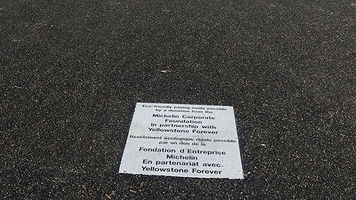 Eco-friendly paving made possible
by a donation from the
Michelin Corporate
Foundation
In partnership with
Yellowstone Forever
Revêtement écologique rendu possible
par un don de la
Fondation d'Entreprise
Michelin
En partenariat avec
Yellowstone Forever